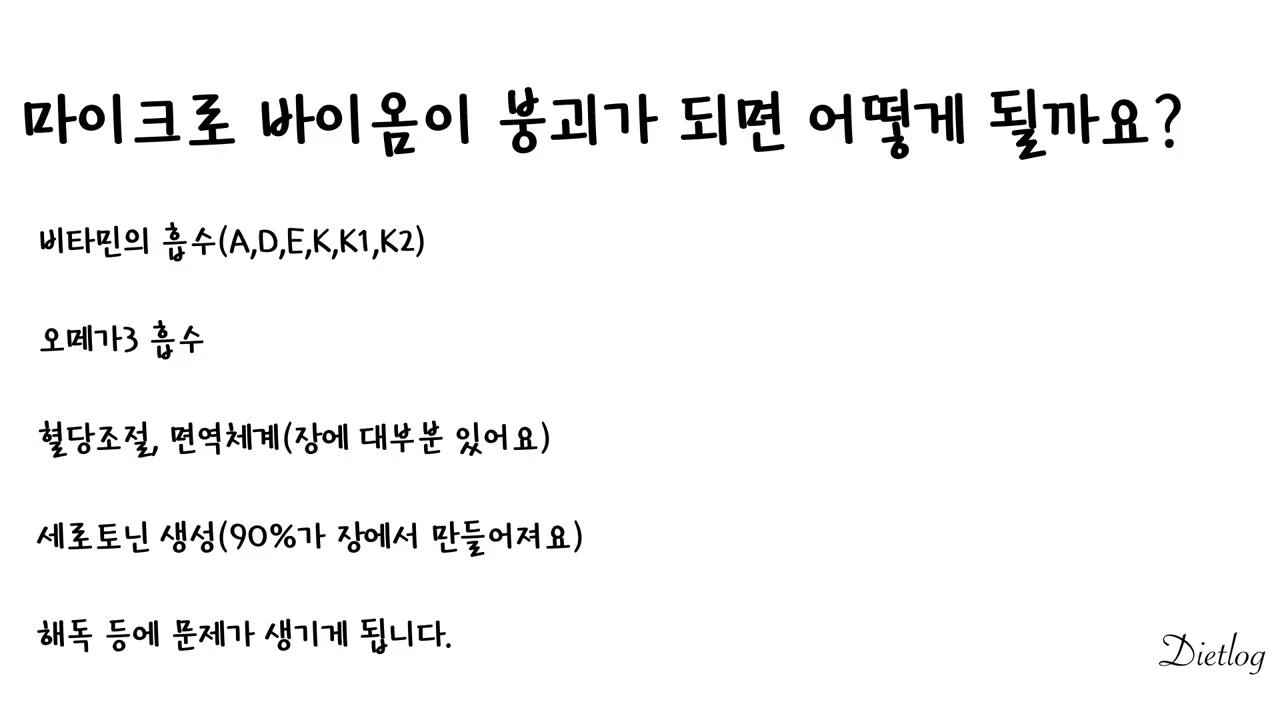 마이크로 바이옴이 붕괴가 되면 어떻게 될까요?
비타민의 흡수(A,D,E,K,K1,K2)
오메가3 흡수
혈당조절, 면역체계(장에 대부분 있어요)
세로토닌 생성(90%가 장에서 만들어져요)
해독 등에 문제가 생기게 됩니다.
Dietlog